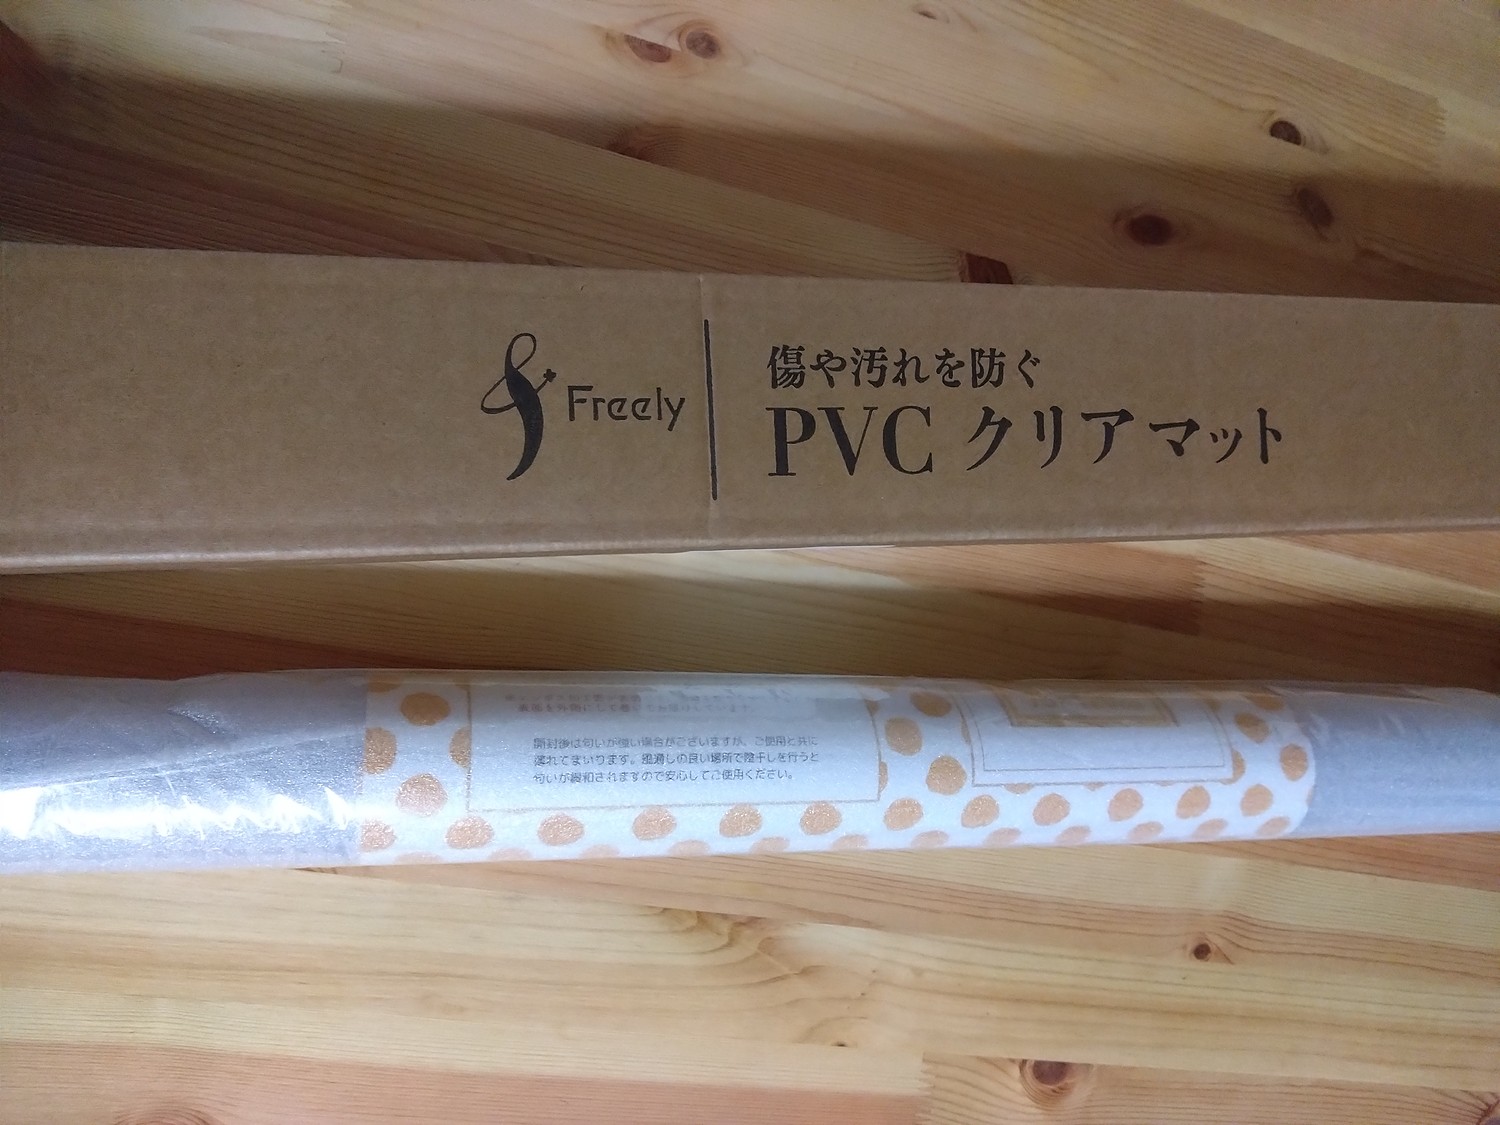 Freely
傷や汚れを防ぐ
PVC クリアマット
開封後は匂いが強い場合がございますが、ご使用と共に
薄れてまいります。風通しの良い場所で陰干しを行うと
匂いが緩和されますので安心してご使用ください。